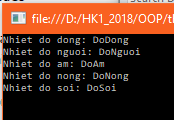 file:///D:/HK1_2018/OOP/t
Nhiet do dong: DoDong
Nhiet do nguoi: DoNguoi
Nhiet do am: DoAm
Nhiet do nong: DoNong
Nhiet do soi: DoSoi